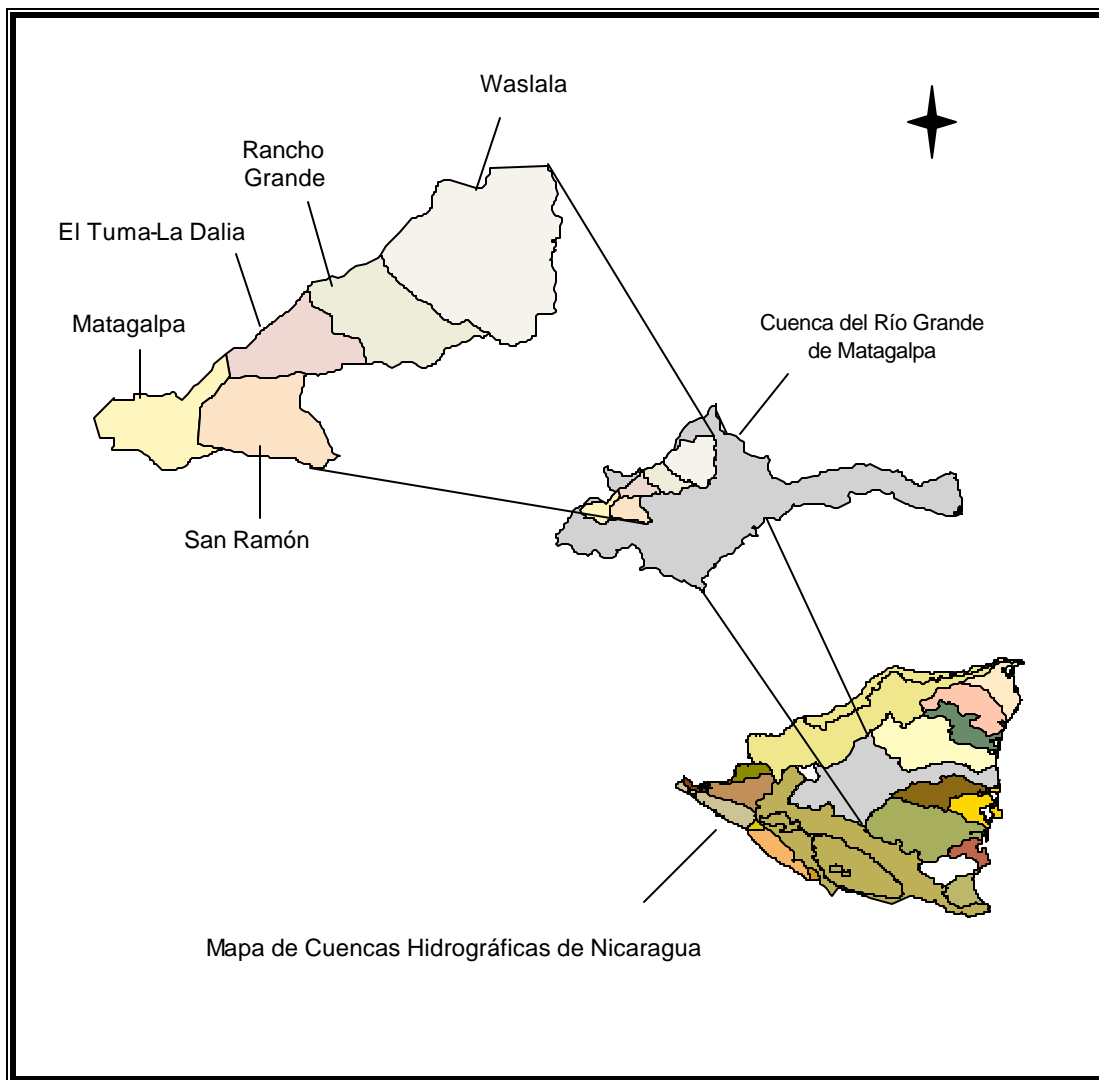 Waslala
Rancho
Grande
El Tuma-La Dalia
Matagalpa
Cuenca del Río Grande
de Matagalpa
San Ramón
Mapa de Cuencas Hidrográficas de Nicaragua